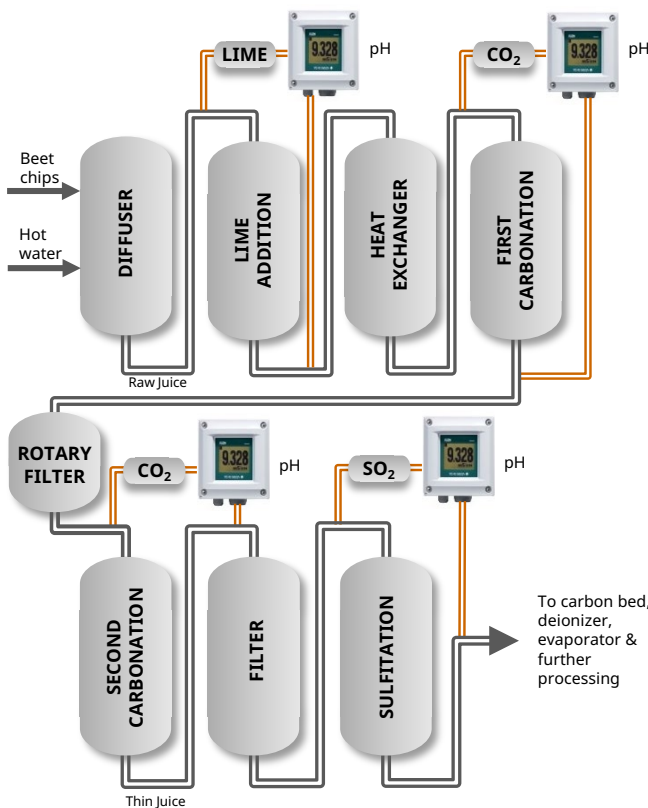 LIME
9.328
pH
CO₂
9.328
pH
Beet
chips
Hot
water
DIFFUSER
LIME
ADDITION
HEAT
EXCHANGER
FIRST
CARBONATION
Raw Juice
ROTARY
FILTER
CO₂
9.328
pH
SO₂
9.328
pH
SECOND
CARBONATION
FILTER
SULFITATION
To carbon bed,
deionizer,
evaporator &
further
processing
Thin Juice